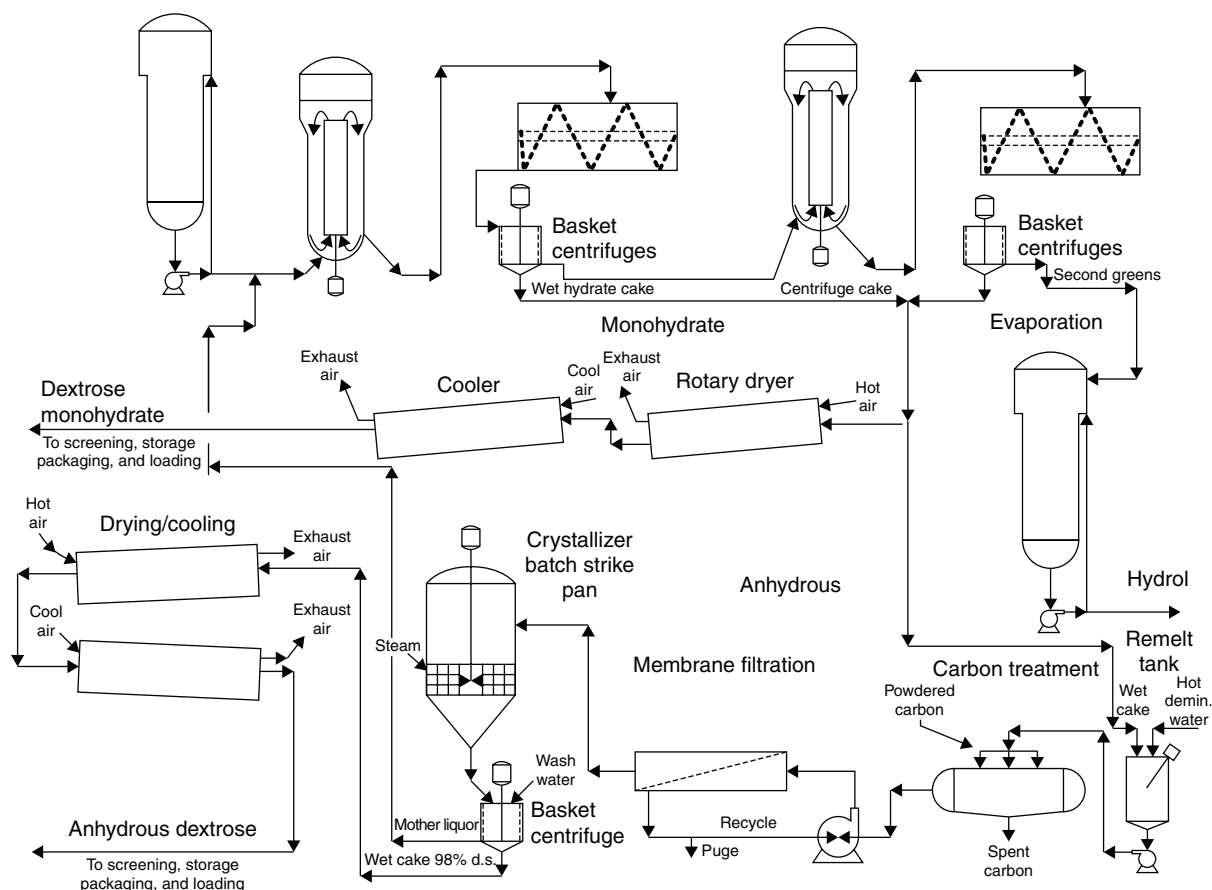 Basket
centrifuges
Basket
centrifuges
Second greens
Wet hydrate cake
Centrifuge cake
Monohydrate
Evaporation
Exhaust
air
Cooler
Cool
air
Exhaust
air
Rotary dryer
Hot
air
Dextrose
monohydrate
To screening, storage
packaging, and loading
Hot
air
Drying/cooling
Exhaust
air
Crystallizer
batch strike
pan
Anhydrous
Hydrol
Cool
air
Exhaust
air
Steam
Membrane filtration
Carbon treatment
Remelt
tank
Powdered
carbon
Wet
cake
Hot
demin.
water
Wash
water
Basket
centrifuge
Mother liquor
Wet cake 98% d.s.
Recycle
Puge
Spent
carbon
Anhydrous dextrose
To screening, storage
packaging, and loading